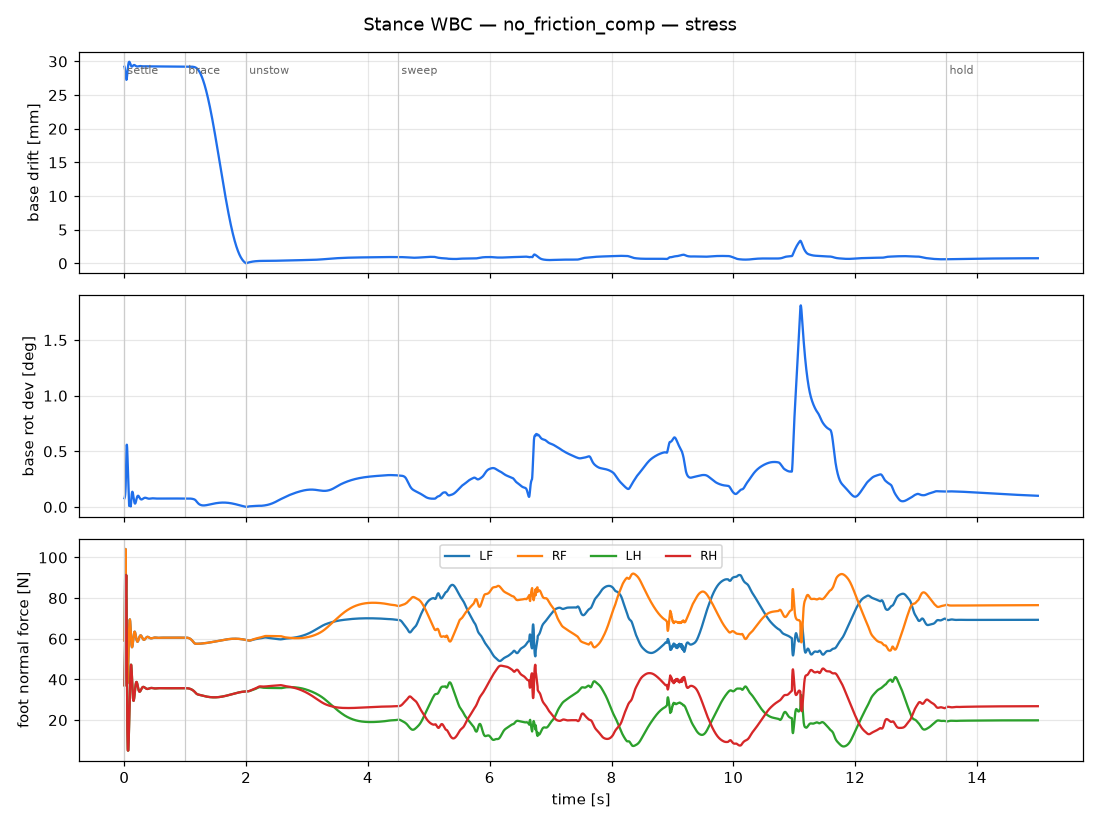 Stance WBC — no_friction_comp — stress
settle brace unstow sweep hold
base drift [mm]
30
25
20
15
10
5
0
base rot dev [deg]
1.5
1.0
0.5
0.0
LF RF LH RH
foot normal force [N]
100
80
60
40
20
0 2 4 6 8 10 12 14
time [s]